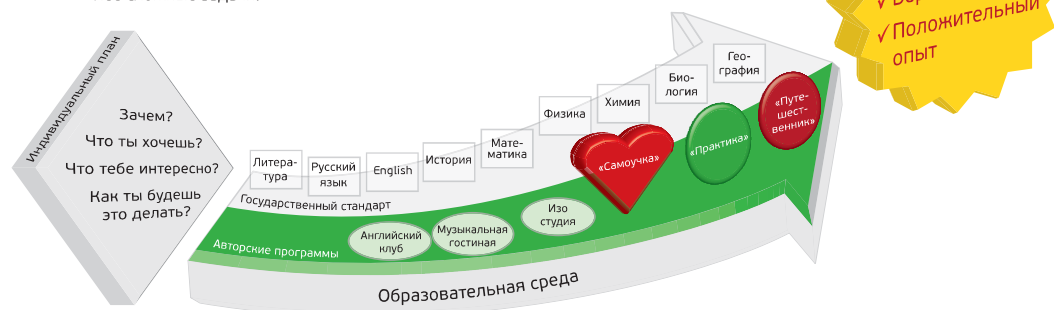 ✓Положительный
опыт
Индивидуальный план
Зачем?
Что ты хочешь?
Что тебе интересно?
Как ты будешь
это делать?
Литера-
тура
Русский
язык
English
История
Мате-
матика
Физика
Химия
Био-
логия
Гео-
графия
Государственный стандарт
«Самоучка»
«Практика»
«Путе-
шест-
венник»
Авторские программы
Английский
клуб
Музыкальная
гостиная
Изо
студия
Образовательная среда